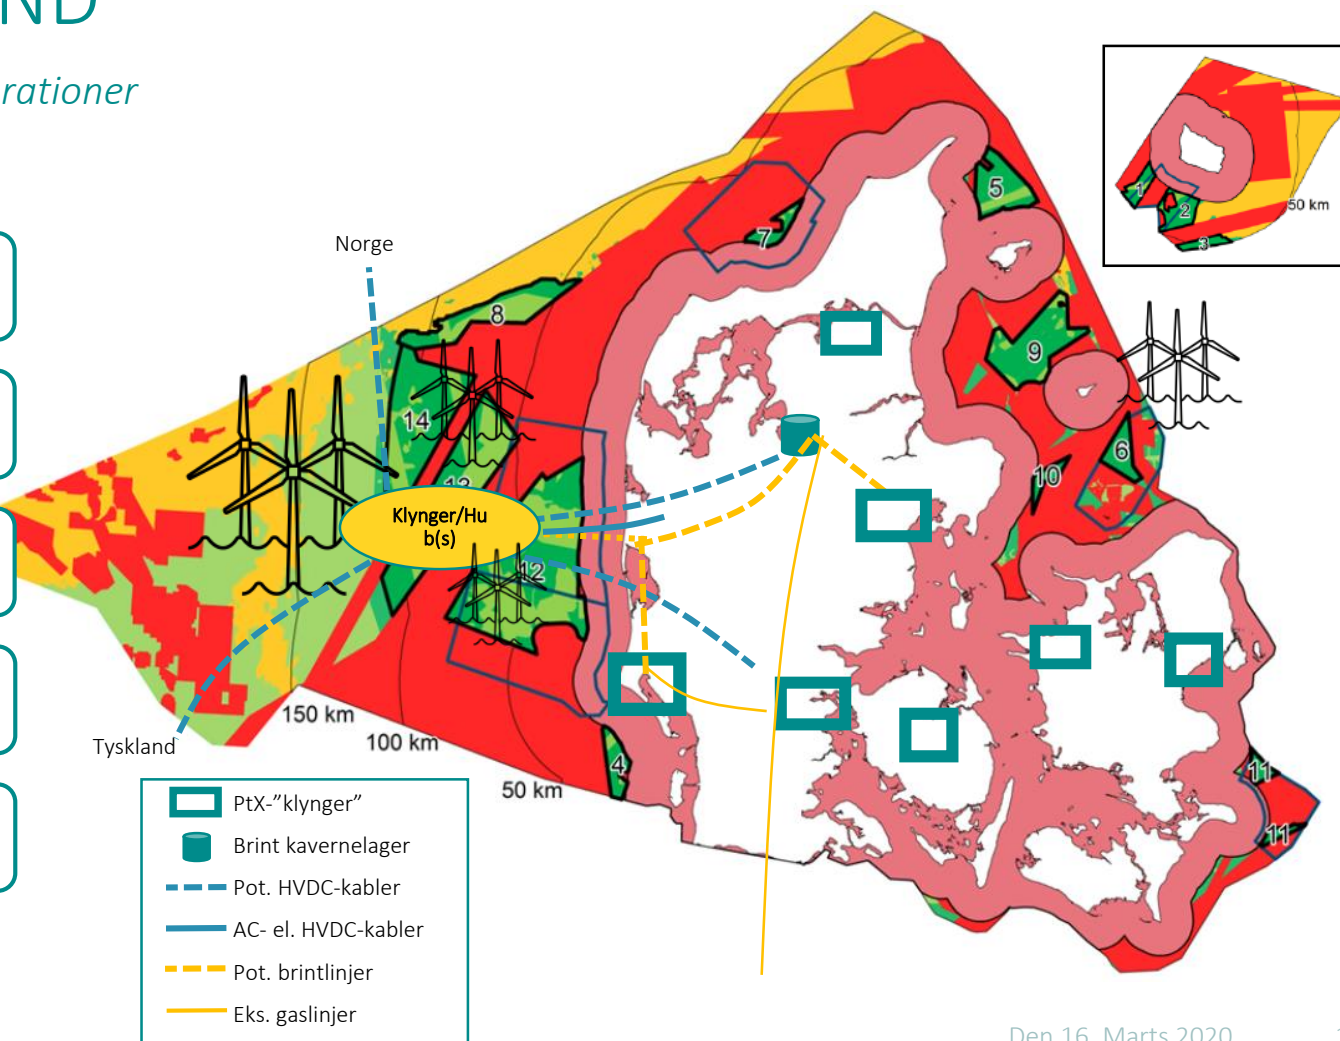 ND
rationer
Norge
5
7
8
14
9
6
10
13
Klynger/Hu
b(s)
12
1
2
3
50 km
150 km
100 km
50 km
Tyskland
4
11
11
PtX-”klynger”
Brint kavernelager
Pot. HVDC-kabler
AC- el. HVDC-kabler
Pot. brintlinjer
Eks. gaslinjer
Den 16. Marts 2020